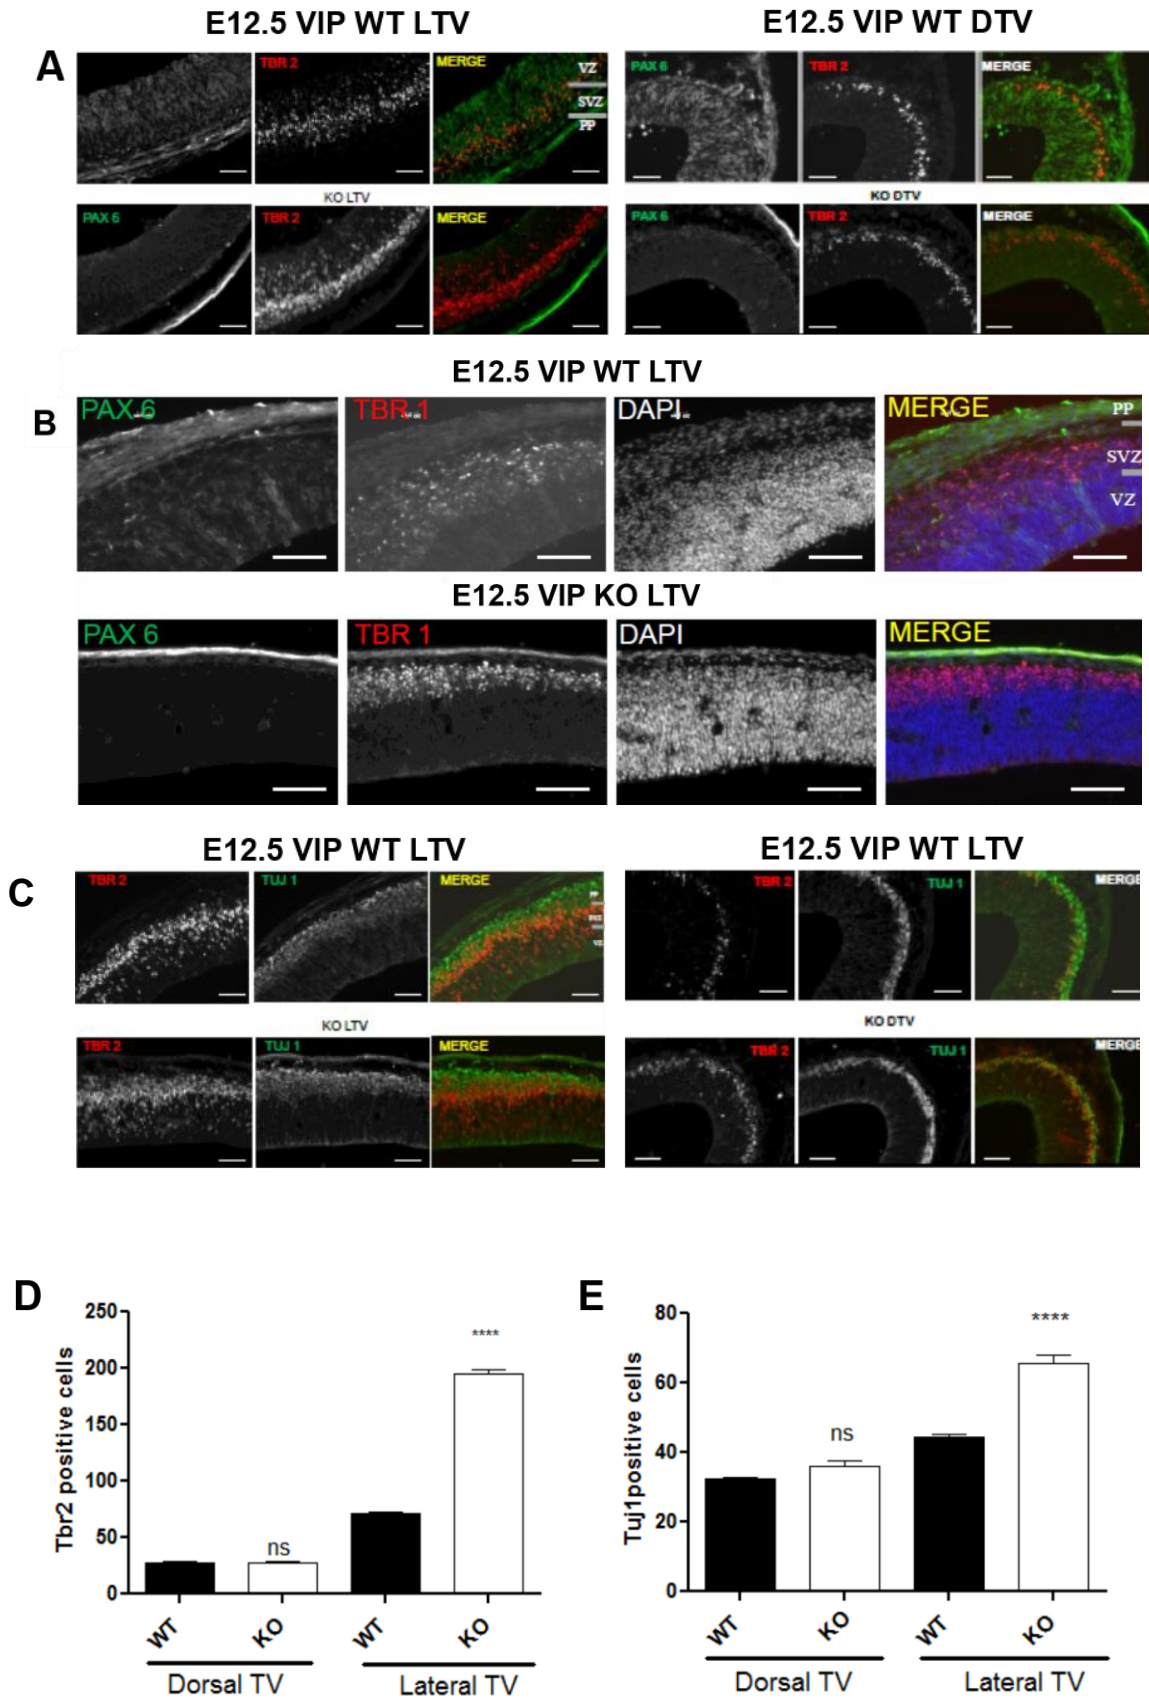 E12.5 VIP WT LTV
E12.5 VIP WT DTV
A
TBR 2
MERGE
VZ
SVZ
PP
PAX 6
TBR 2
MERGE
KO LTV
KO DTV
PAX 6
TBR 2
MERGE
PAX 6
TBR 2
MERGE
E12.5 VIP WT LTV
B
PAX 6
TBR 1
DAPI
MERGE
PP
SVZ
VZ
E12.5 VIP KO LTV
PAX 6
TBR 1
DAPI
MERGE
E12.5 VIP WT LTV
E12.5 VIP WT LTV
C
TBR 2
TUJ 1
MERGE
PP
SVZ
VZ
TBR 2
TUJ 1
MERGE
KO LTV
KO DTV
TBR 2
TUJ 1
MERGE
TBR 2
TUJ 1
MERGE
D
Tbr2 positive cells
250
200
150
100
50
0
ns
****
WT
KO
WT
KO
Dorsal TV
Lateral TV
E
Tuj1positive cells
80
60
40
20
0
ns
****
WT
KO
WT
KO
Dorsal TV
Lateral TV